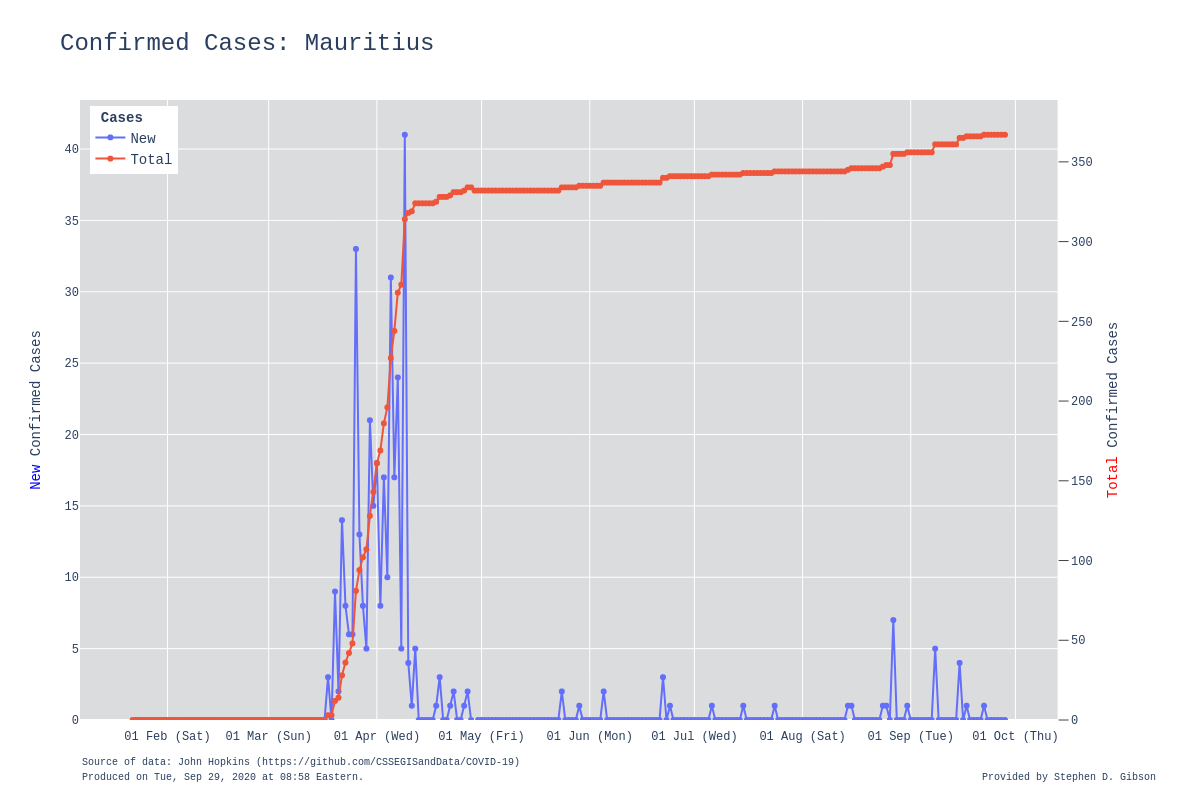 Confirmed Cases: Mauritius
Cases
New
Total
40
35
30
25
20
15
10
5
0
350
300
250
200
150
100
50
0
New Confirmed Cases
Total Confirmed Cases
01 Feb (Sat) 01 Mar (Sun) 01 Apr (Wed) 01 May (Fri) 01 Jun (Mon) 01 Jul (Wed) 01 Aug (Sat) 01 Sep (Tue) 01 Oct (Thu)
Source of data: John Hopkins (https://github.com/CSSEGISandData/COVID-19)
Produced on Tue, Sep 29, 2020 at 08:58 Eastern.
Provided by Stephen D. Gibson